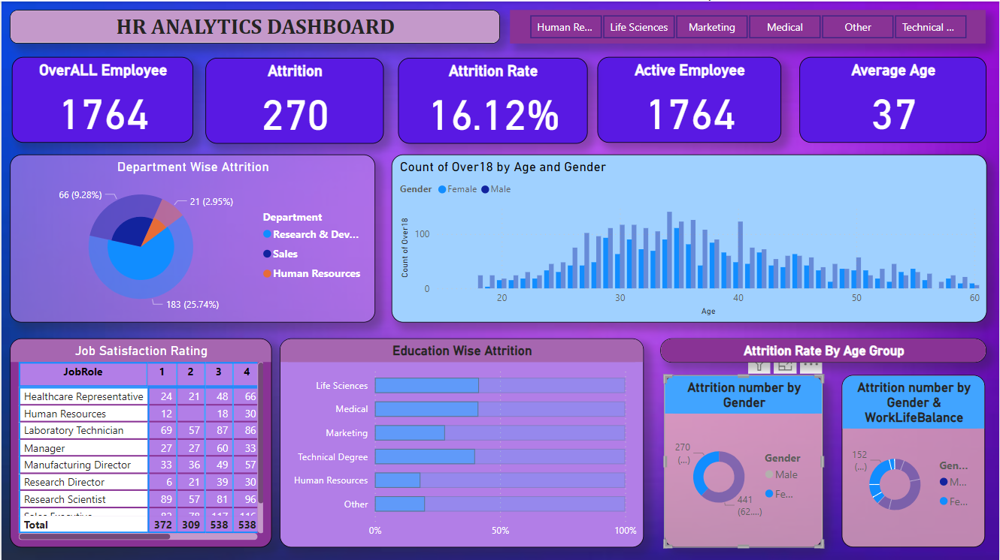 HR ANALYTICS DASHBOARD
Human Re...
Life Sciences
Marketing
Medical
Other
Technical ...
OverALL Employee
1764
Attrition
270
Attrition Rate
16.12%
Active Employee
1764
Average Age
37
Department Wise Attrition
66 (9.28%)
21 (2.95%)
183 (25.74%)
Department
Research & Dev...
Sales
Human Resources
Count of Over18 by Age and Gender
Gender Female Male
Count of Over18
100
0
20 30 40 50 60
Age
Job Satisfaction Rating
JobRole 1 2 3 4
Healthcare Representative 24 21 48 66
Human Resources 12 18 30
Laboratory Technician 69 57 87 86
Manager 27 27 60 33
Manufacturing Director 33 36 49 57
Research Director 6 21 39 30
Research Scientist 89 57 81 96
Total 372 309 538 538
Education Wise Attrition
Life Sciences
Medical
Marketing
Technical Degree
Human Resources
Other
0% 50% 100%
Attrition Rate By Age Group
Attrition number by
Gender
270
(...)
441
(62....)
Gender
Male
Fe...
Attrition number by
Gender &
WorkLifeBalance
152
(...)
Gen...
M...
Fe...